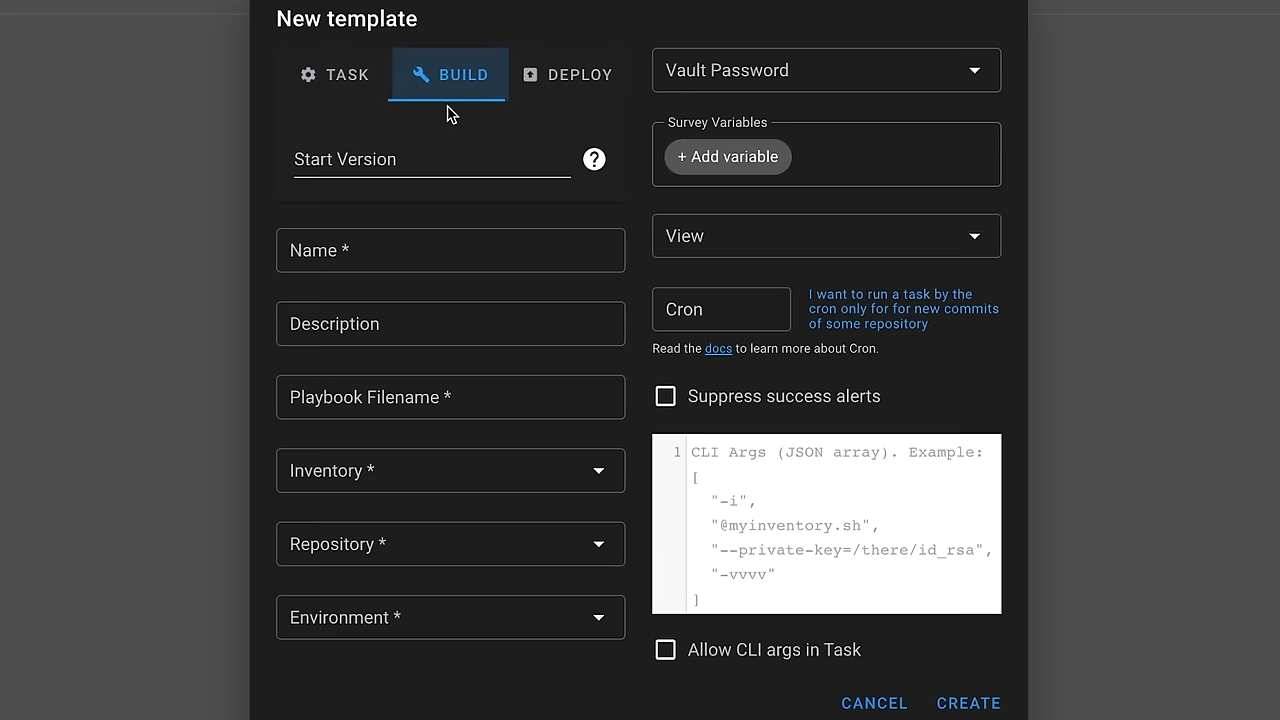 New template
TASK
BUILD
DEPLOY
Start Version
?
Name *
Description
Playbook Filename *
Inventory *
Repository *
Environment *
Vault Password
Survey Variables
+ Add variable
View
Cron
I want to run a task by the
cron only for for new commits
of some repository
Read the docs to learn more about Cron.
Suppress success alerts
1 CLI Args (JSON array). Example:
[
"-i",
"@myinventory.sh",
"--private-key=/there/id_rsa",
"-vvvv"
]
Allow CLI args in Task
CANCEL
CREATE